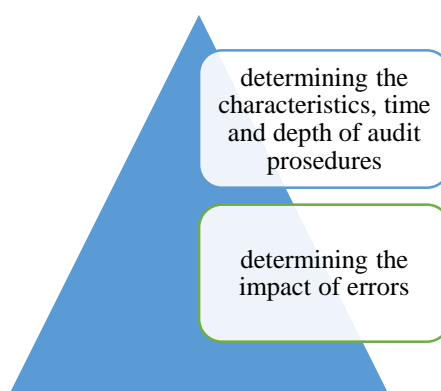 determining the
characteristics, time
and depth of audit
prosedures
determining the
impact of errors